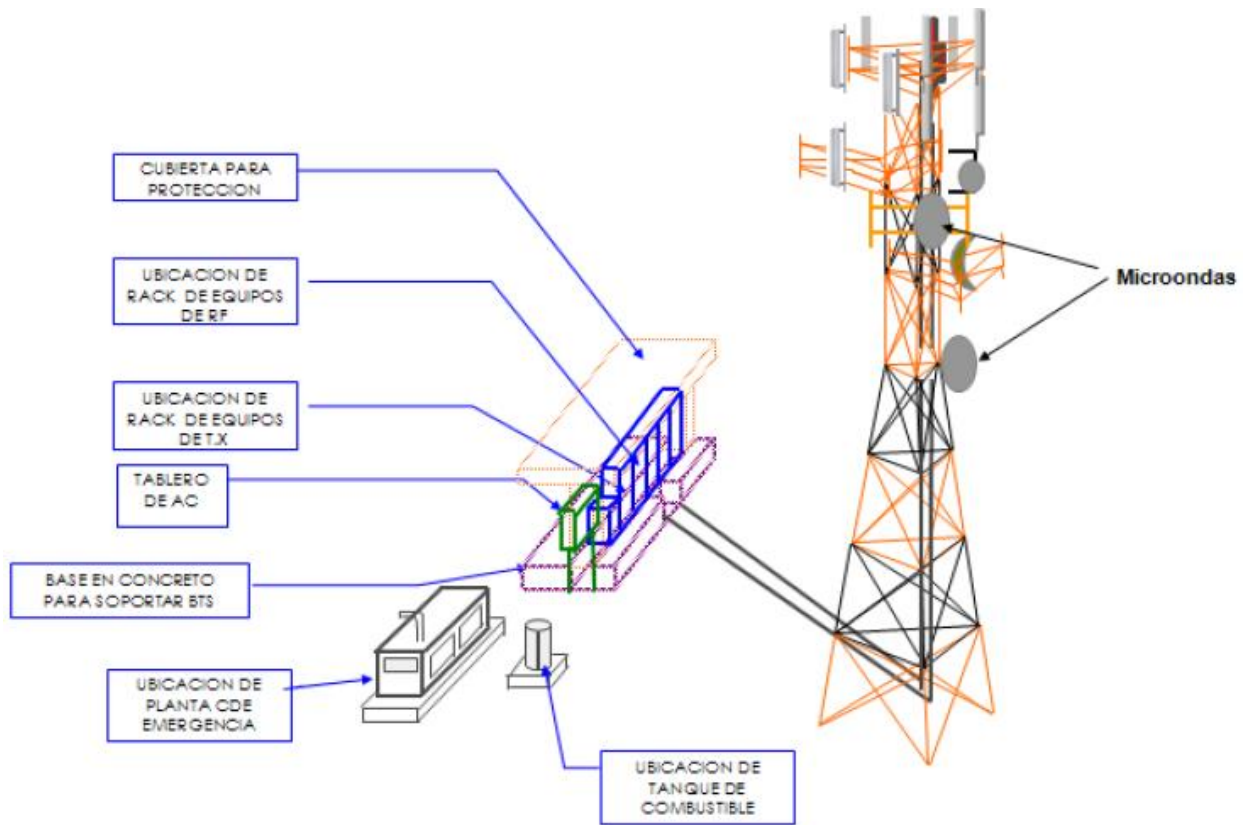 CUBIERTA PARA
PROTECCION
UBICACION DE
RACK DE EQUIPOS
DE RF
Microondas
UBICACION DE
RACK DE EQUIPOS
DE T.X
TABLERO
DE AC
BASE EN CONCRETO
PARA SOPORTAR BTS
UBICACION DE
PLANTA CDE
EMERGENCIA
UBICACION DE
TANQUE DE
COMBUSTIBLE